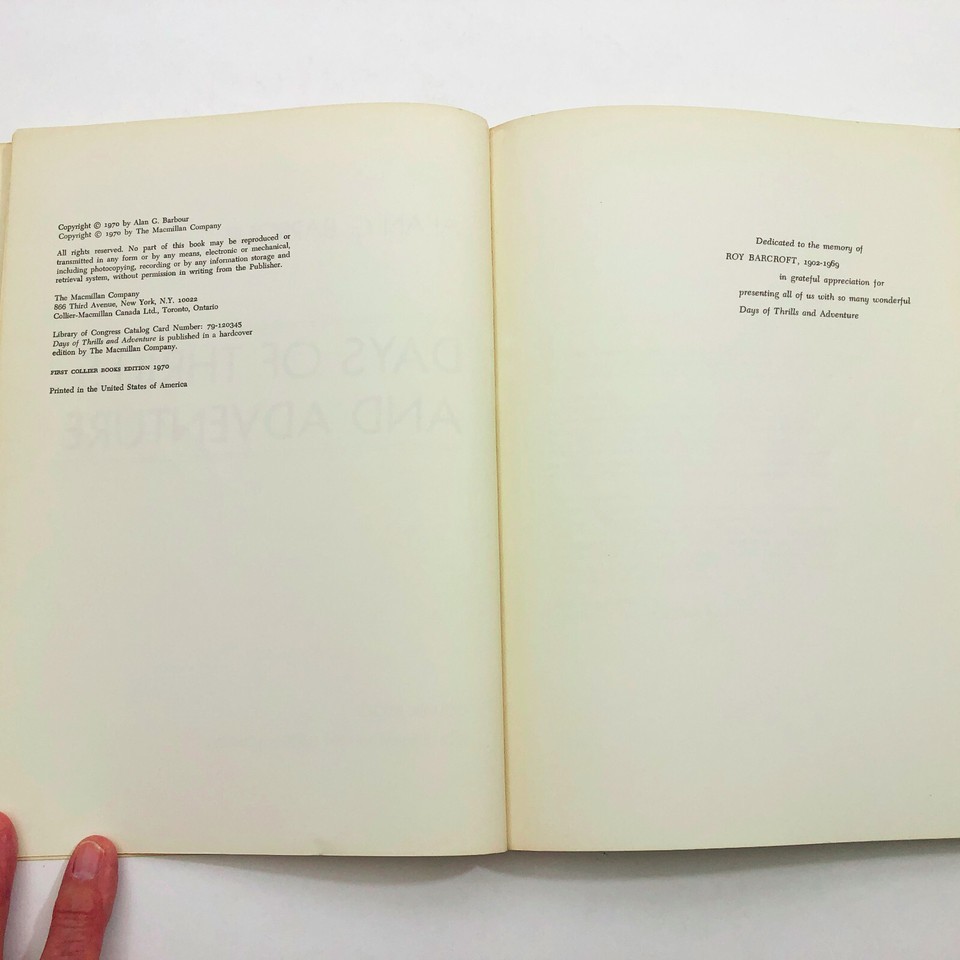 Copyright © 1970 by Alan G. Barbour
Copyright © 1970 by The Macmillan Company
All rights reserved. No part of this book may be reproduced or
transmitted in any form or by any means, electronic or mechanical,
including photocopying, recording or by any information storage and
retrieval system, without permission in writing from the Publisher.
The Macmillan Company
866 Third Avenue, New York, N.Y. 10022
Collier-Macmillan Canada Ltd., Toronto, Ontario
Library of Congress Catalog Card Number: 79-120345
Days of Thrills and Adventure is published in a hardcover
edition by The Macmillan Company.
FIRST COLLIER BOOKS EDITION 1970
Printed in the United States of America
DAYS OF TH
AND ADVENTURE
Dedicated to the memory of
ROY BARCROFT, 1902-1969
in grateful appreciation for
presenting all of us with so many wonderful
Days of Thrills and Adventure